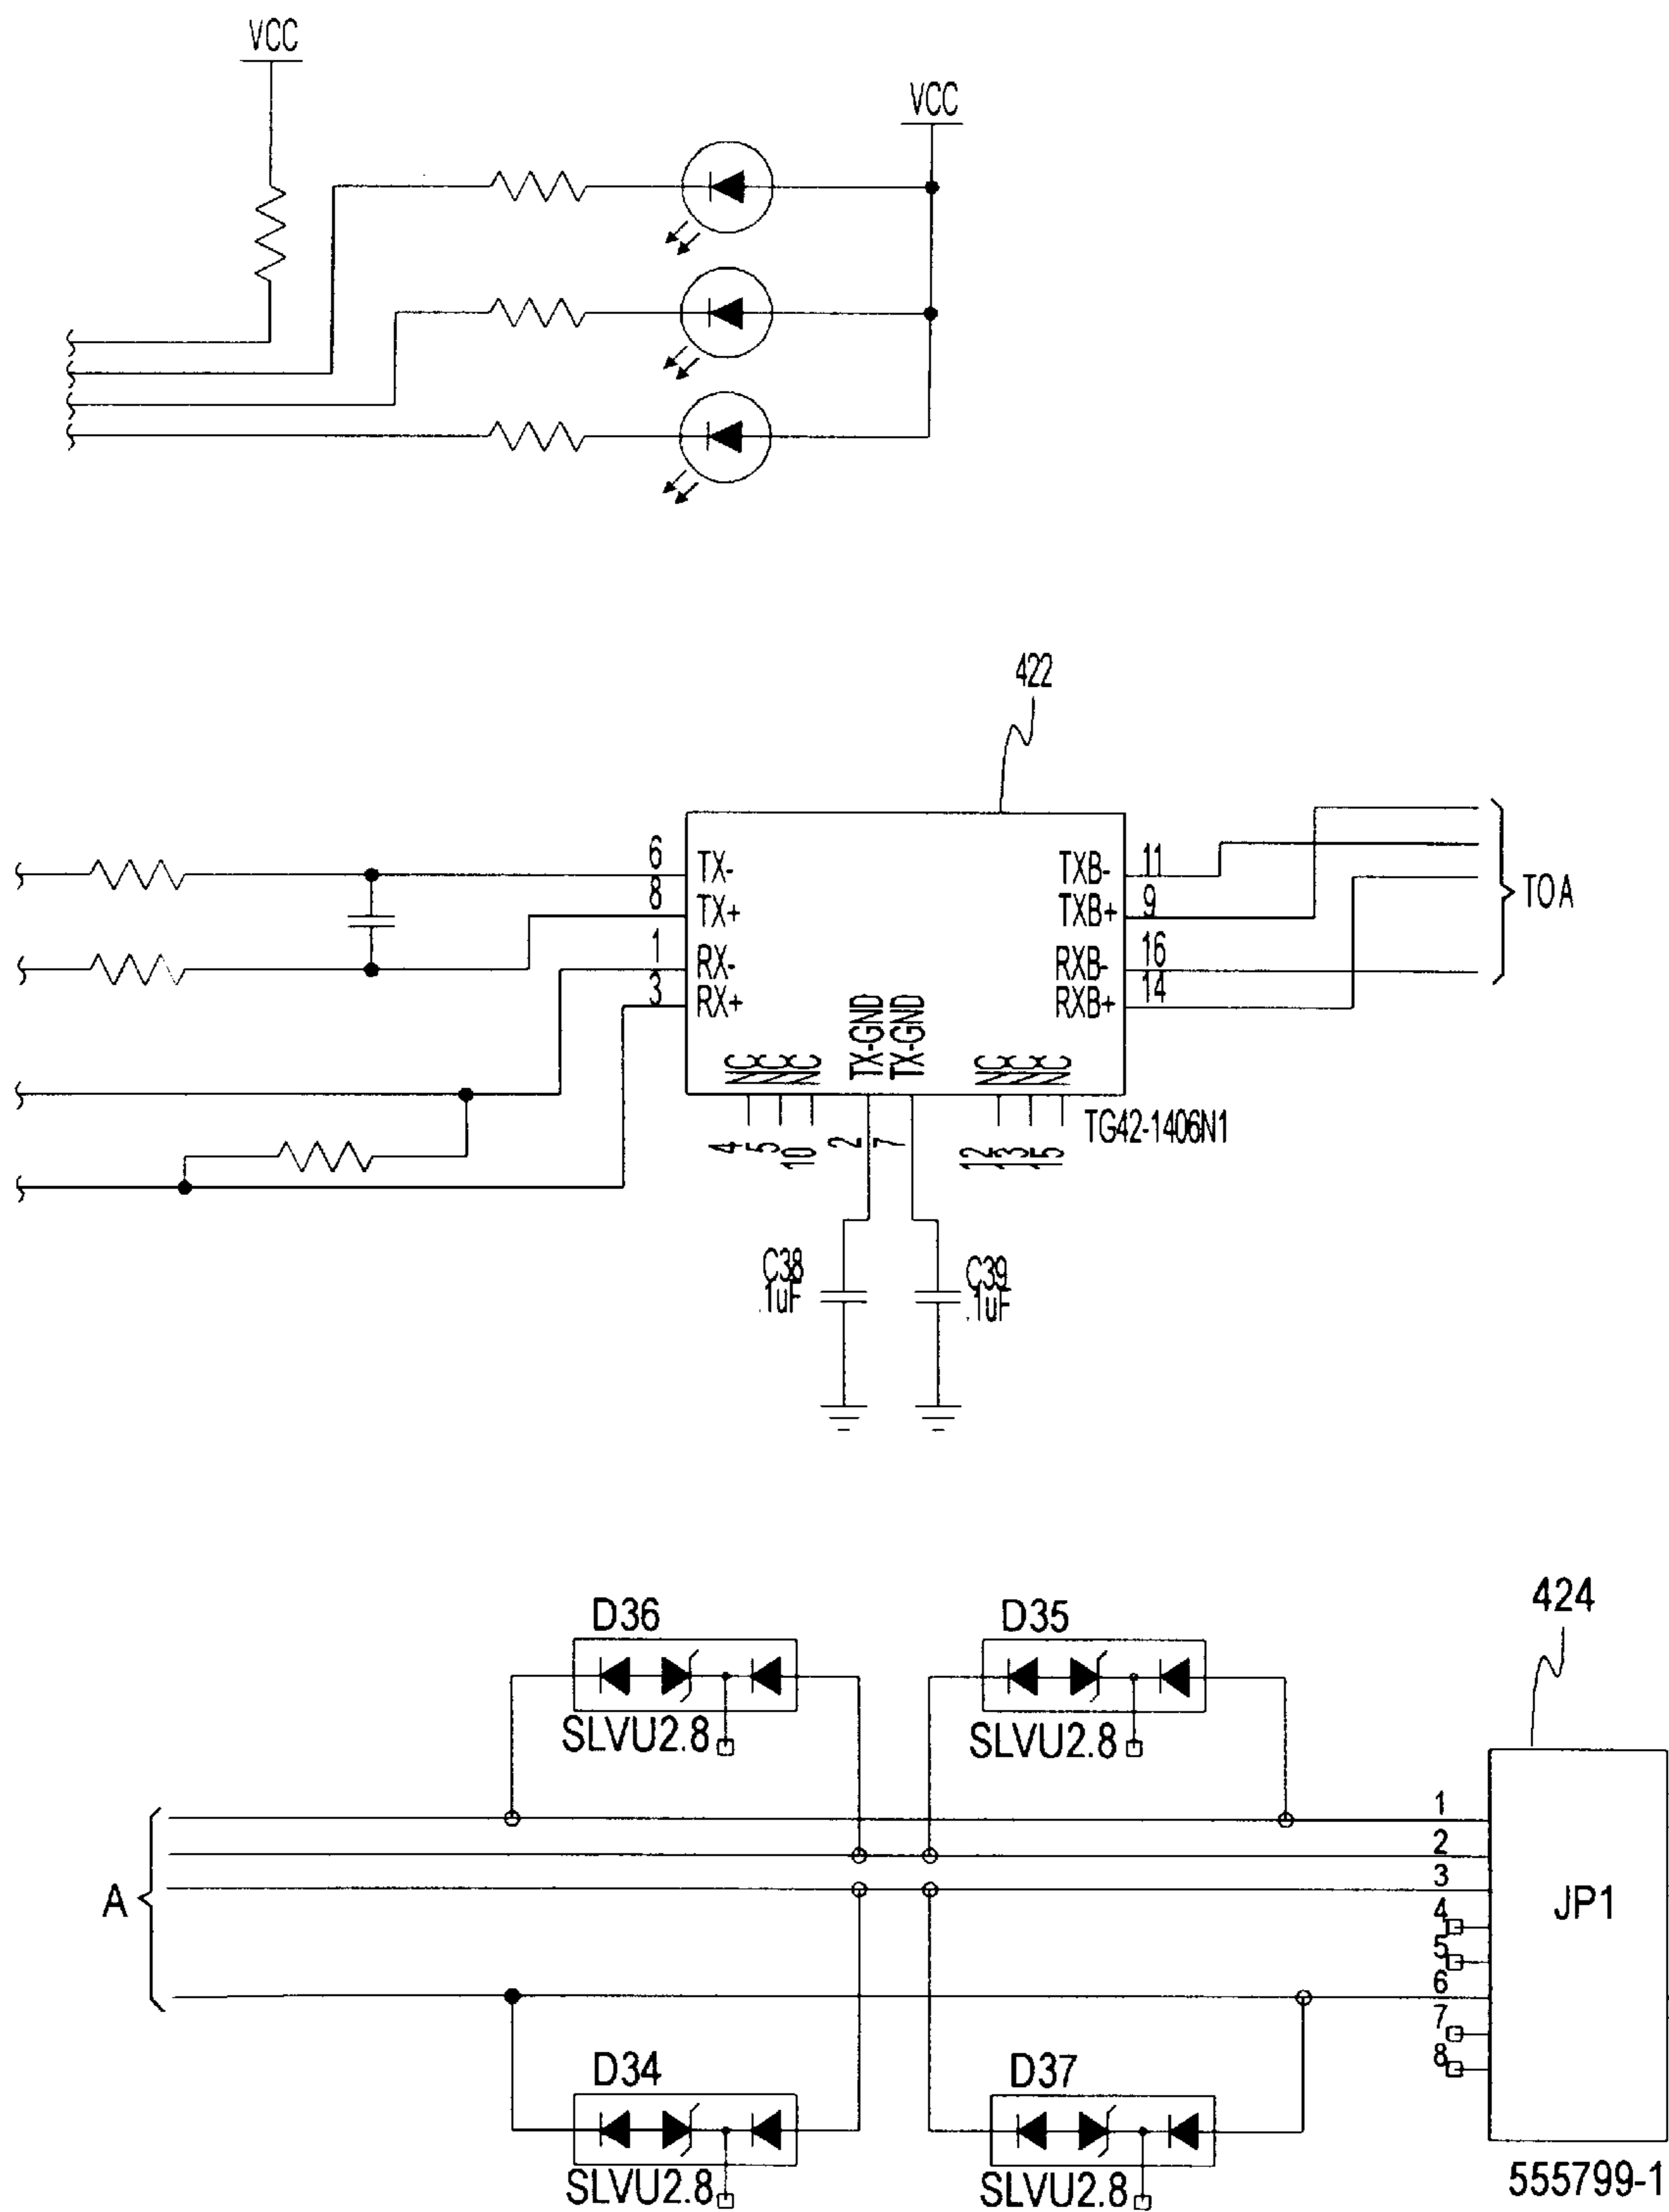 VCC
VCC
422
6
TX-
TXB-
11
8
TX+
TXB+
9
1
RX-
RXB-
16
3
RX+
RXB+
14
TO A
NC
NC
NC
TX-GND
TX-GND
NC
NC
NC
4
5
10
2
7
12
13
15
TG42-1406N1
C38
.1uF
C39
.1uF
424
D36
D35
SLVU2.8
SLVU2.8
1
2
3
4
5
6
7
8
A
JP1
D34
D37
SLVU2.8
SLVU2.8
555799-1